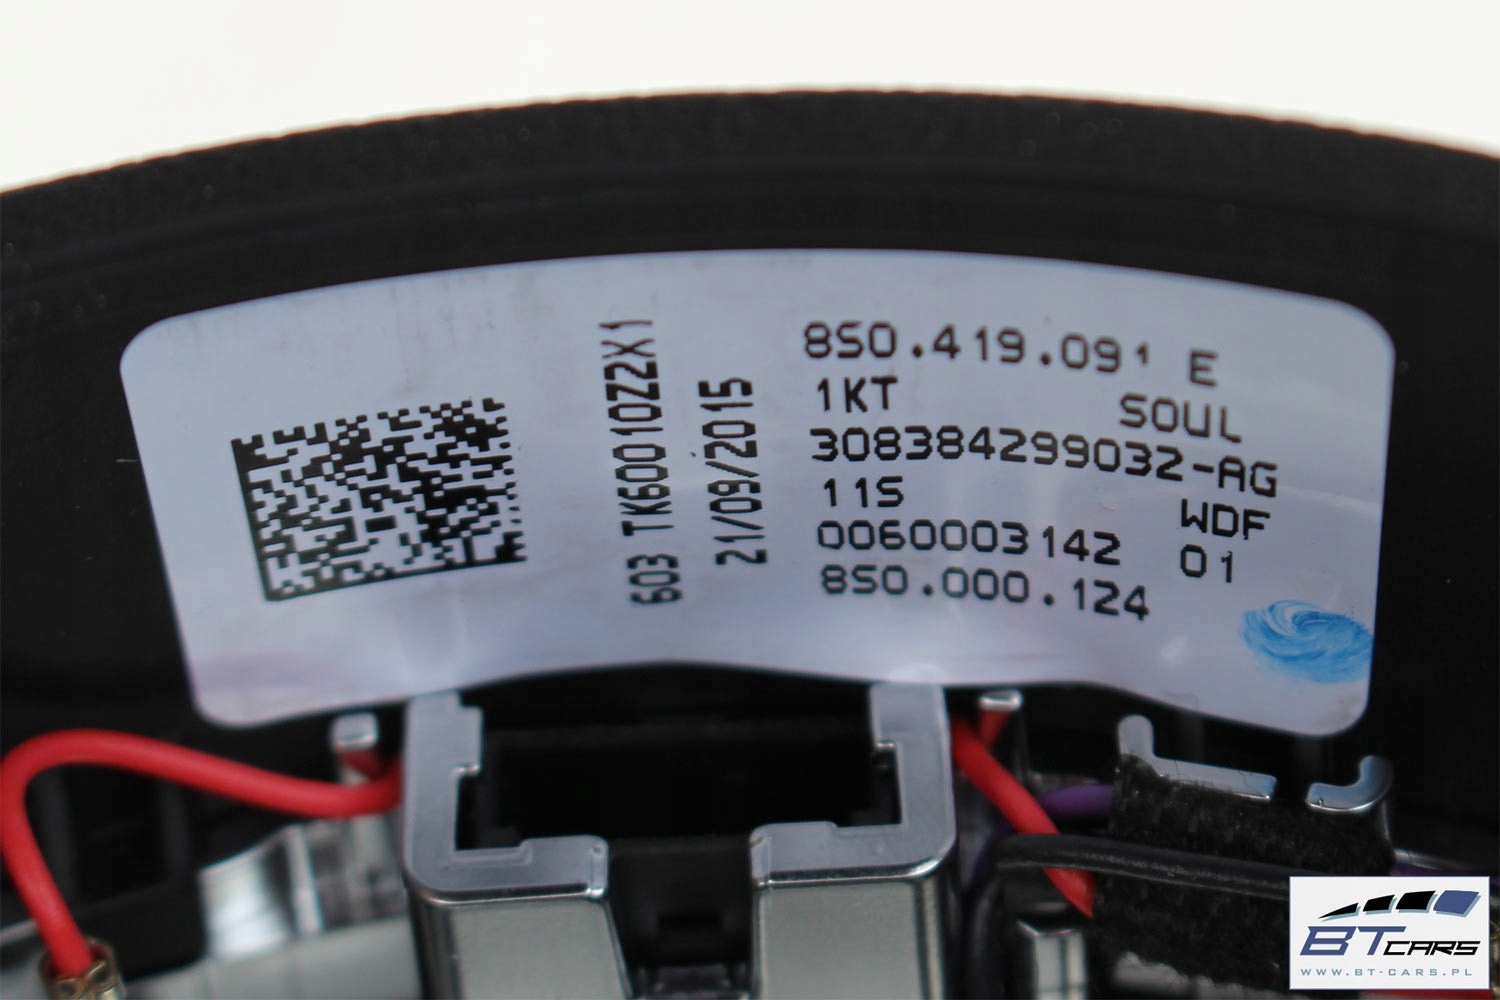 603 TK60010Z2X1
21/09/2015
8S0.419.091 E
1KT SOUL
308384299032-AG
11S WDF
0060003142 01
8S0.000.124
BTCARS
WWW.BT-CARS.PL